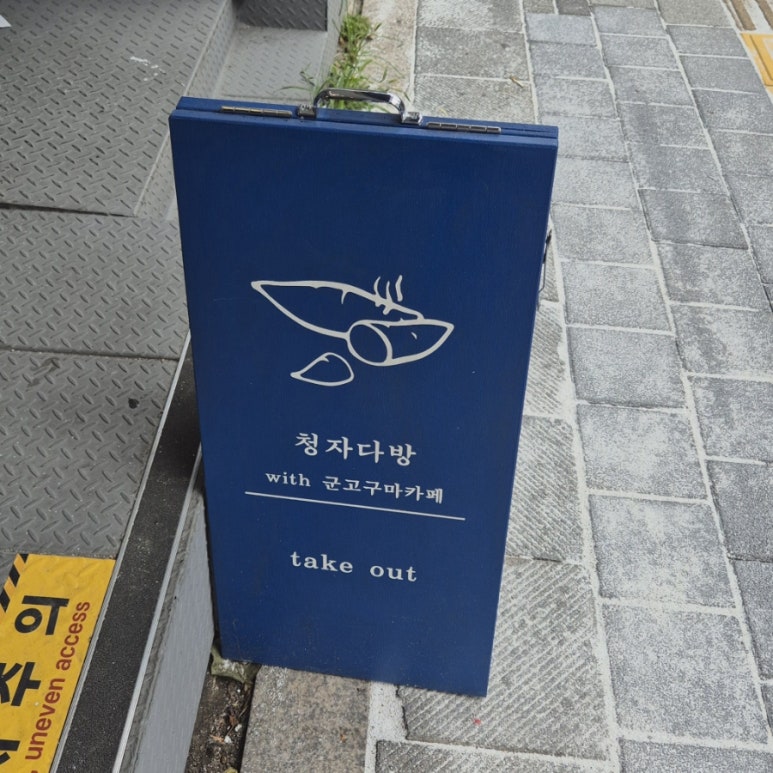 청자다방
with 군고구마카페
take out
uneven access